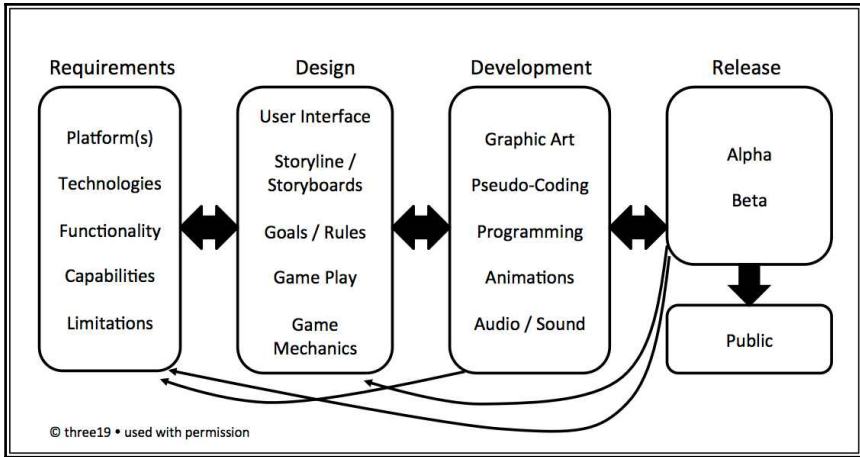 Requirements
Platform(s)
Technologies
Functionality
Capabilities
Limitations
Design
User Interface
Storyline /
Storyboards
Goals / Rules
Game Play
Game
Mechanics
Development
Graphic Art
Pseudo-Coding
Programming
Animations
Audio / Sound
Release
Alpha
Beta
Public
© three19 • used with permission